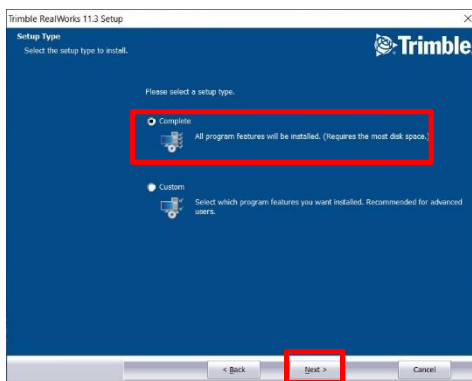 Trimble RealWorks 11.3 Setup
Setup Type
Select the setup type to install.
Trimble
Please select a setup type.
Complete
All program features will be installed. (Requires the most disk space.)
Custom
Select which program features you want installed. Recommended for advanced
users.
< Back
Next >
Cancel